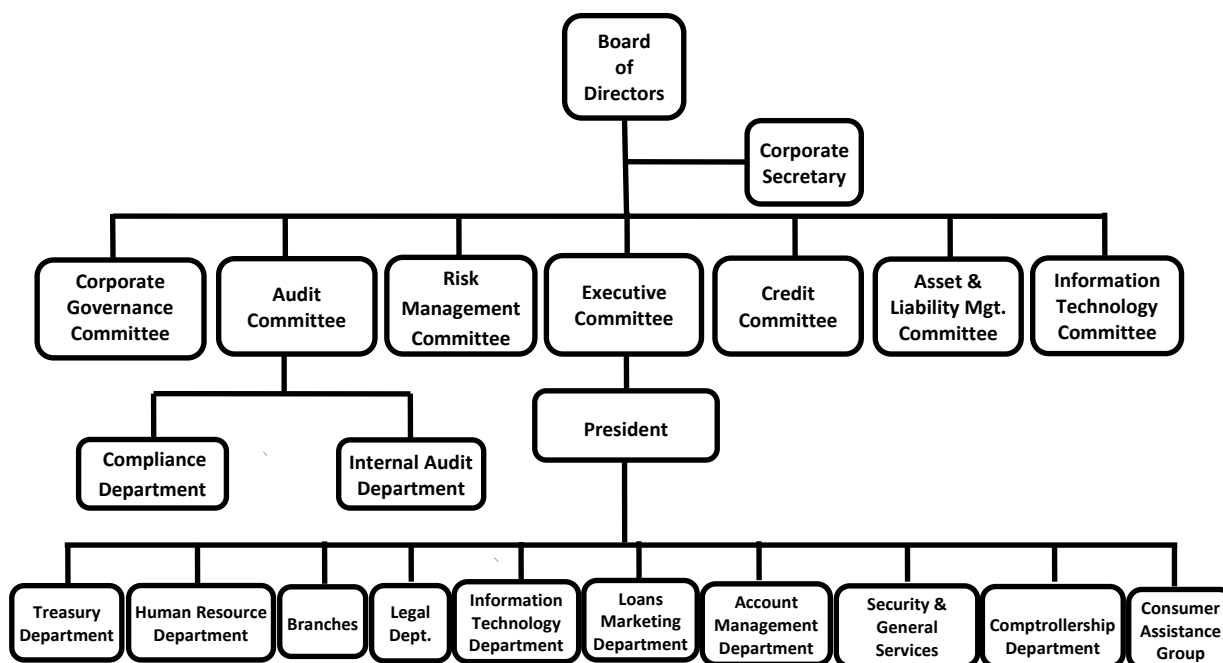 Board
of
Directors
Corporate
Secretary
Corporate
Governance
Committee
Audit
Committee
Risk
Management
Committee
Executive
Committee
Credit
Committee
Asset &
Liability Mgt.
Committee
Information
Technology
Committee
Compliance
Department
Internal Audit
Department
President
Treasury
Department
Human Resource
Department
Branches
Legal
Dept.
Information
Technology
Department
Loans
Marketing
Department
Account
Management
Department
Security &
General
Services
Comptrollership
Department
Consumer
Assistance
Group